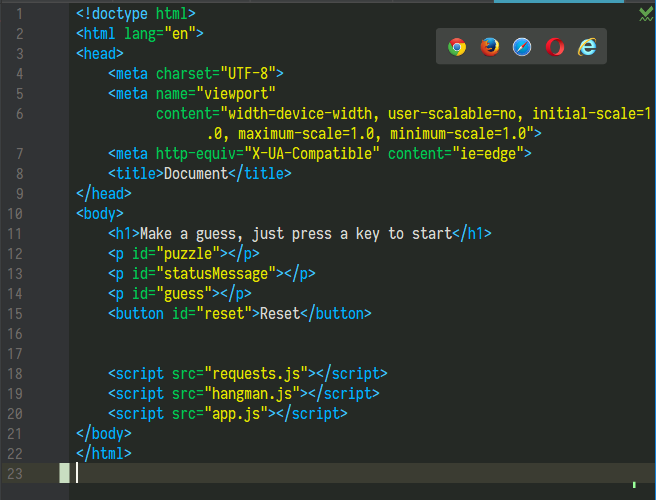 1 <!doctype html>
2 <html lang="en">
3 <head>
4 <meta charset="UTF-8">
5 <meta name="viewport"
6 content="width=device-width, user-scalable=no, initial-scale=1
.0, maximum-scale=1.0, minimum-scale=1.0">
7 <meta http-equiv="X-UA-Compatible" content="ie=edge">
8 <title>Document</title>
9 </head>
10 <body>
11 <h1>Make a guess, just press a key to start</h1>
12 <p id="puzzle"></p>
13 <p id="statusMessage"></p>
14 <p id="guess"></p>
15 <button id="reset">Reset</button>
16
17
18 <script src="requests.js"></script>
19 <script src="hangman.js"></script>
20 <script src="app.js"></script>
21 </body>
22 </html>
23